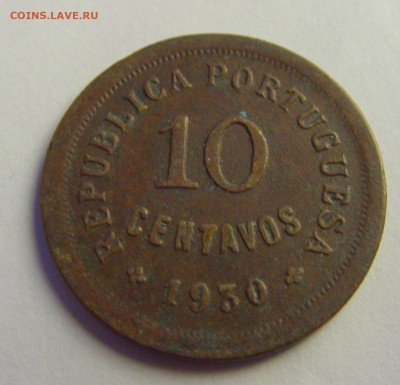 COINS.LAVE.RU
REPUBLICA PORTUGUESA
10
CENTAVOS
* 1930 *